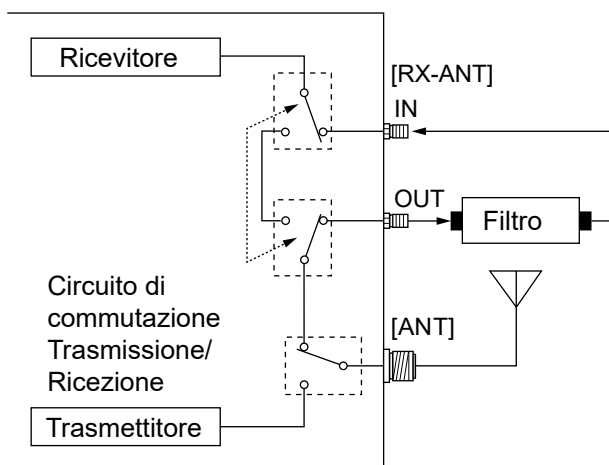 Ricevitore
[RX-ANT]
IN
OUT
Filtro
Circuito di
commutazione
Trasmissione/
Ricezione
[ANT]
Trasmettitore